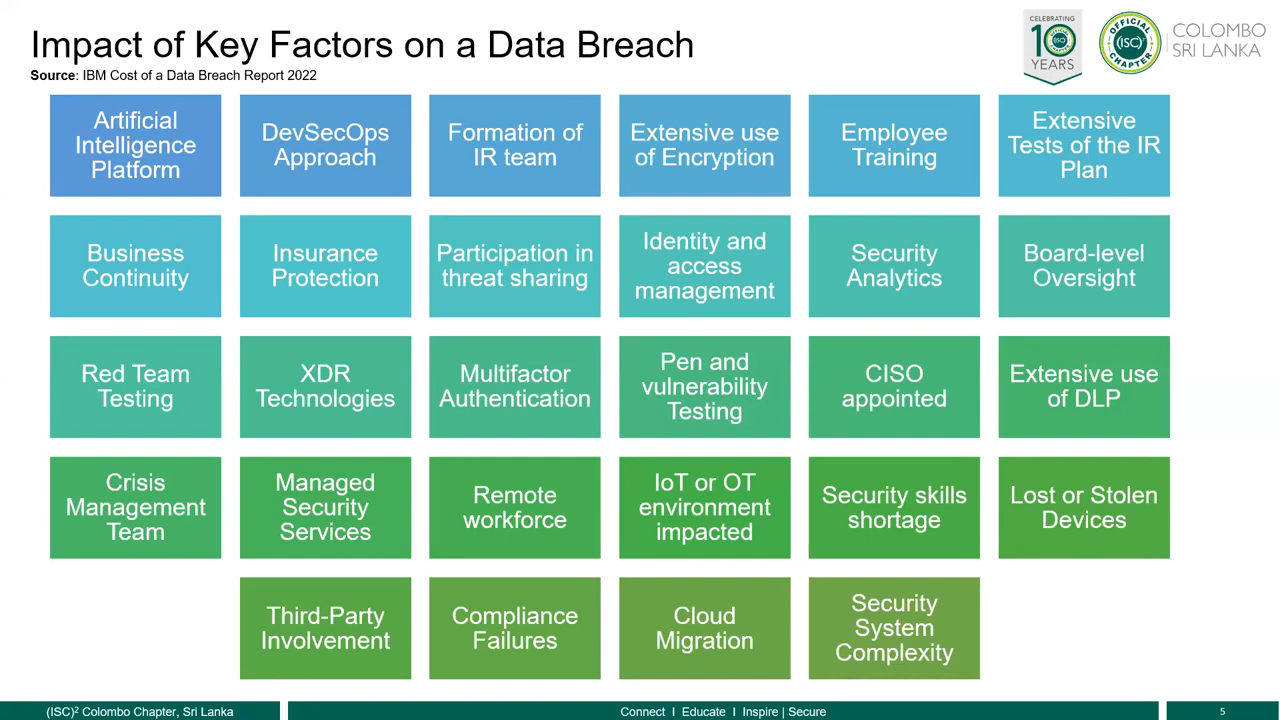 Impact of Key Factors on a Data Breach
Source: IBM Cost of a Data Breach Report 2022
CELEBRATING
10
YEARS
OFFICIAL
(ISC)²
CHAPTER
COLOMBO
SRI LANKA
Artificial
Intelligence
Platform
DevSecOps
Approach
Formation of
IR team
Extensive use
of Encryption
Employee
Training
Extensive
Tests of the IR
Plan
Business
Continuity
Insurance
Protection
Participation in
threat sharing
Identity and
access
management
Security
Analytics
Board-level
Oversight
Red Team
Testing
XDR
Technologies
Multifactor
Authentication
Pen and
vulnerability
Testing
CISO
appointed
Extensive use
of DLP
Crisis
Management
Team
Managed
Security
Services
Remote
workforce
IoT or OT
environment
impacted
Security skills
shortage
Lost or Stolen
Devices
Third-Party
Involvement
Compliance
Failures
Cloud
Migration
Security
System
Complexity
(ISC)² Colombo Chapter, Sri Lanka
Connect I Educate I Inspire | Secure
5